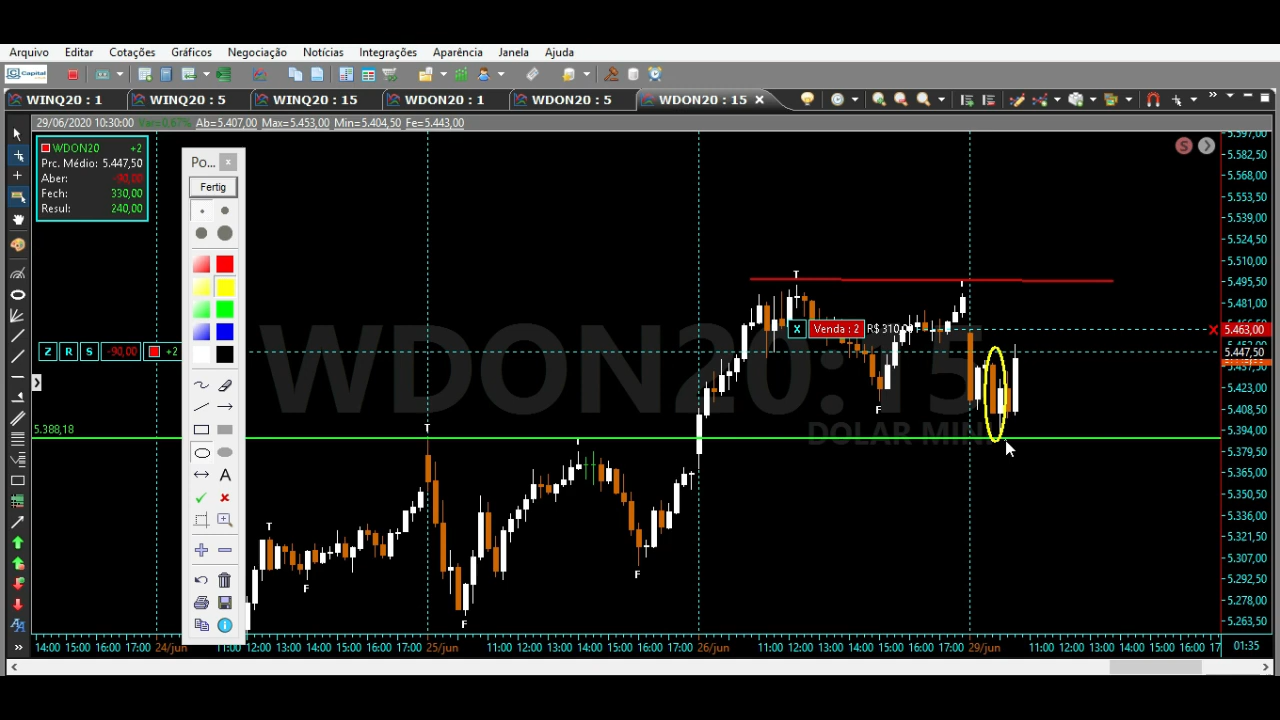 Arquivo Editar Cotações Gráficos Negociação Notícias Integrações Aparência Janela Ajuda
Capital
WINQ20 : 1 WINQ20 : 5 WINQ20 : 15 WDON20 : 1 WDON20 : 5 WDON20 : 15
29/06/2020 10:30:00 Var=0,67% Ab=5.407,00 Max=5.453,00 Min=5.404,50 Fe=5.443,00
WDON20 +2
Prc. Médio: 5.447,50
Aber: -90,00
Fech: 330,00
Resul: 240,00
Po... x
Fertig
A
S
T
T
T
F
F
F
F
X Venda : 2 R$ 310,00
Z R S -90,00 +2
5.388,18
WDON20:15
DOLAR MINI
5.597,00
5.582,50
5.568,00
5.553,50
5.539,00
5.524,50
5.510,00
5.495,50
5.481,00
5.463,00
5.447,50
5.423,00
5.408,50
5.394,00
5.379,50
5.365,00
5.350,50
5.336,00
5.321,50
5.307,00
5.292,50
5.278,00
5.263,50
14:00 15:00 16:00 17:00 24/jun 11:00 12:00 13:00 14:00 15:00 16:00 17:00 25/jun 11:00 12:00 13:00 14:00 15:00 16:00 17:00 26/jun 11:00 12:00 13:00 14:00 15:00 16:00 17:00 29/jun 11:00 12:00 13:00 14:00 15:00 16:00 17 01:35